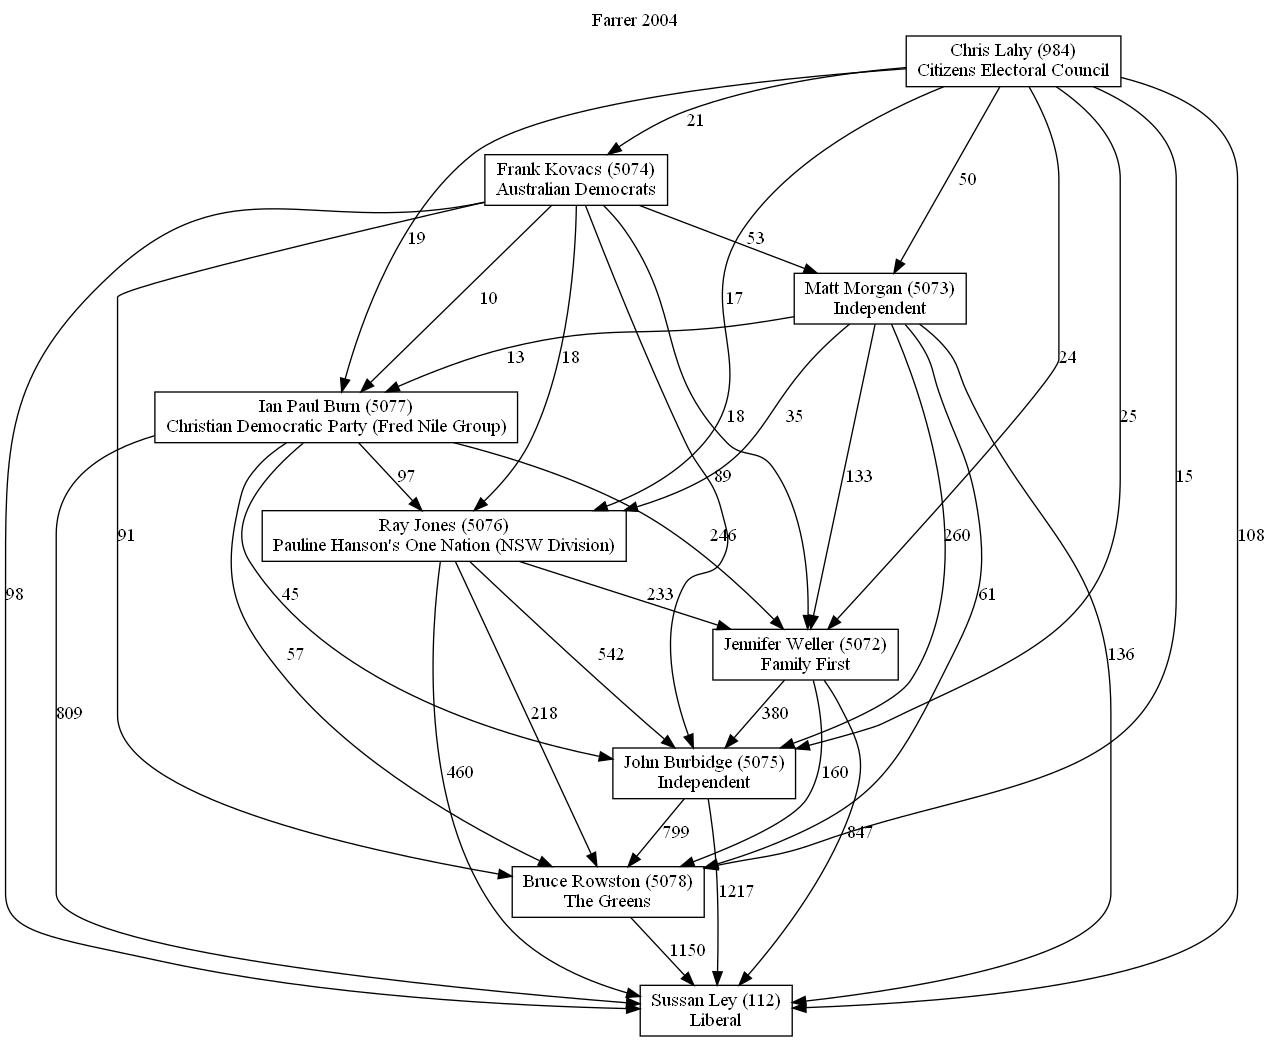 Farrer 2004
Chris Lahy (984)
Citizens Electoral Council
21
Frank Kovacs (5074)
Australian Democrats
50
19
53
Matt Morgan (5073)
Independent
10
17
13
18
24
Ian Paul Burn (5077)
Christian Democratic Party (Fred Nile Group)
18
35
25
97
89
133
15
Ray Jones (5076)
Pauline Hanson's One Nation (NSW Division)
91
246
260
108
98
45
233
61
Jennifer Weller (5072)
Family First
57
542
136
809
218
380
John Burbidge (5075)
Independent
460
160
799
847
Bruce Rowston (5078)
The Greens
1217
1150
Sussan Ley (112)
Liberal